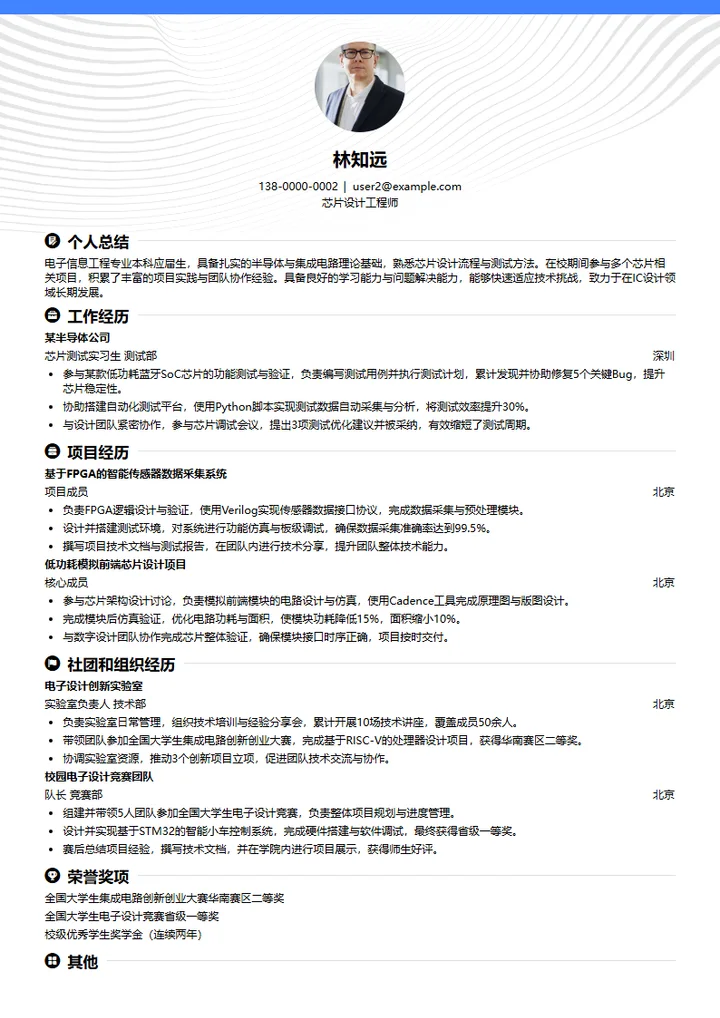 林知远
138-0000-0002 | user2@example.com
芯片设计工程师
个人总结
电子信息工程专业本科应届生，具备扎实的半导体与集成电路理论基础，熟悉芯片设计流程与测试方法。在校期间参与多个芯片相
关项目，积累了丰富的项目实践与团队协作经验。具备良好的学习能力与问题解决能力，能够快速适应技术挑战，致力于在IC设计领
域长期发展。
工作经历
某半导体公司
芯片测试实习生 测试部 深圳
• 参与某款低功耗蓝牙SoC芯片的功能测试与验证，负责编写测试用例并执行测试计划，累计发现并协助修复5个关键Bug，提升
芯片稳定性。
• 协助搭建自动化测试平台，使用Python脚本实现测试数据自动采集与分析，将测试效率提升30%。
• 与设计团队紧密协作，参与芯片调试会议，提出3项测试优化建议并被采纳，有效缩短了测试周期。
项目经历
基于FPGA的智能传感器数据采集系统
项目成员 北京
• 负责FPGA逻辑设计与验证，使用Verilog实现传感器数据接口协议，完成数据采集与预处理模块。
• 设计并搭建测试环境，对系统进行功能仿真与板级调试，确保数据采集准确率达到99.5%。
• 撰写项目技术文档与测试报告，在团队内进行技术分享，提升团队整体技术能力。
低功耗模拟前端芯片设计项目
核心成员 北京
• 参与芯片架构设计讨论，负责模拟前端模块的电路设计与仿真，使用Cadence工具完成原理图与版图设计。
• 完成模块后仿真验证，优化电路功耗与面积，使模块功耗降低15%，面积缩小10%。
• 与数字设计团队协作完成芯片整体验证，确保模块接口时序正确，项目按时交付。
社团和组织经历
电子设计创新实验室
实验室负责人 技术部 北京
• 负责实验室日常管理，组织技术培训与经验分享会，累计开展10场技术讲座，覆盖成员50余人。
• 带领团队参加全国大学生集成电路创新创业大赛，完成基于RISC-V的处理器设计项目，获得华南赛区二等奖。
• 协调实验室资源，推动3个创新项目立项，促进团队技术交流与协作。
校园电子设计竞赛团队
队长 竞赛部 北京
• 组建并带领5人团队参加全国大学生电子设计竞赛，负责整体项目规划与进度管理。
• 设计并实现基于STM32的智能小车控制系统，完成硬件搭建与软件调试，最终获得省级一等奖。
• 赛后总结项目经验，撰写技术文档，并在学院内进行项目展示，获得师生好评。
荣誉奖项
全国大学生集成电路创新创业大赛华南赛区二等奖
全国大学生电子设计竞赛省级一等奖
校级优秀学生奖学金（连续两年）
其他